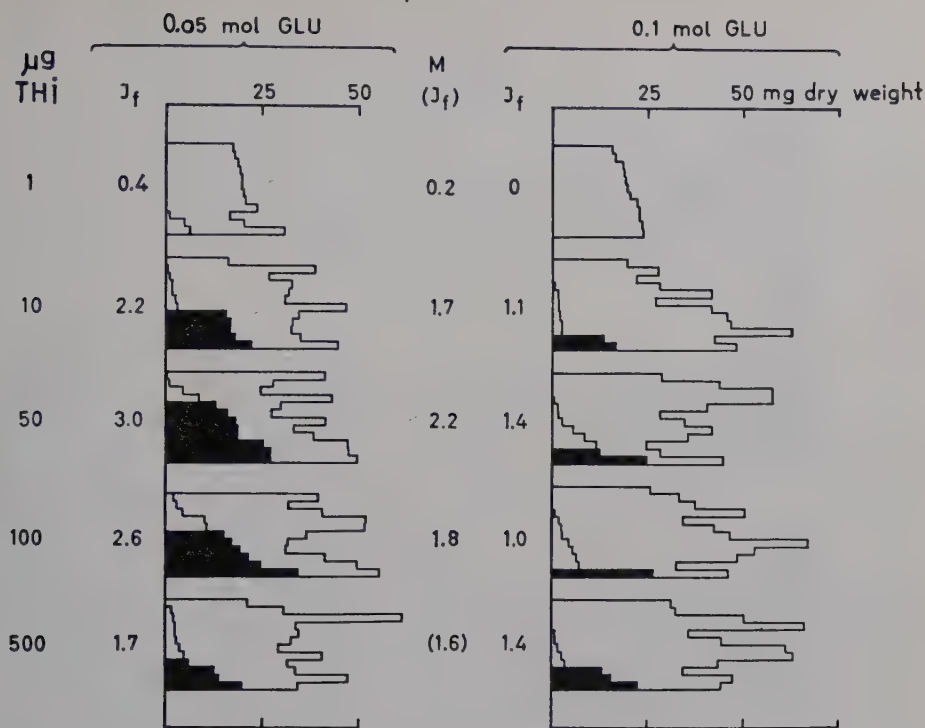 0.05 mol GLU 0.1 mol GLU
µg M
THi J_f 25 50 (J_f) J_f 25 50 mg dry weight
1 0.4 0.2 0
10 2.2 1.7 1.1
50 3.0 2.2 1.4
100 2.6 1.8 1.0
500 1.7 (1.6) 1.4